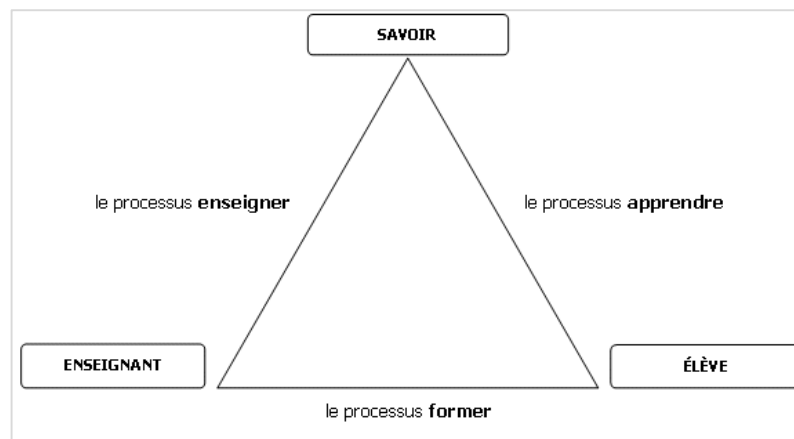 SAVOIR
le processus enseigner
le processus apprendre
ENSEIGNANT
ÉLÈVE
le processus former